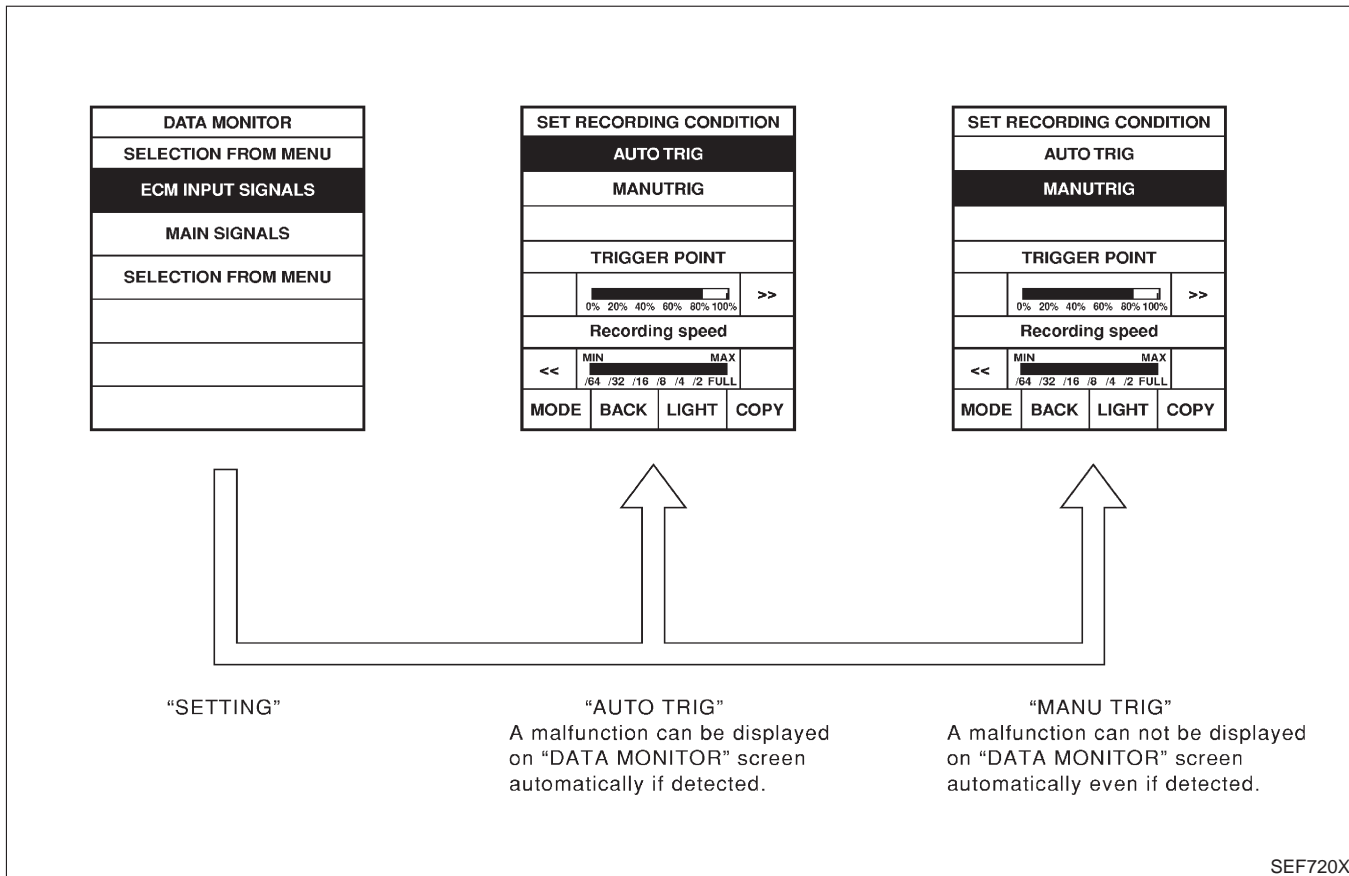 DATA MONITOR
SELECTION FROM MENU
ECM INPUT SIGNALS
MAIN SIGNALS
SELECTION FROM MENU
SET RECORDING CONDITION
AUTO TRIG
MANUTRIG
TRIGGER POINT
>>
0% 20% 40% 60% 80% 100%
Recording speed
MIN MAX
<<
/64 /32 /16 /8 /4 /2 FULL
MODE BACK LIGHT COPY
SET RECORDING CONDITION
AUTO TRIG
MANUTRIG
TRIGGER POINT
>>
0% 20% 40% 60% 80% 100%
Recording speed
MIN MAX
<<
/64 /32 /16 /8 /4 /2 FULL
MODE BACK LIGHT COPY
“SETTING”
“AUTO TRIG”
A malfunction can be displayed
on “DATA MONITOR” screen
automatically if detected.
“MANU TRIG”
A malfunction can not be displayed
on “DATA MONITOR” screen
automatically even if detected.
SEF720X